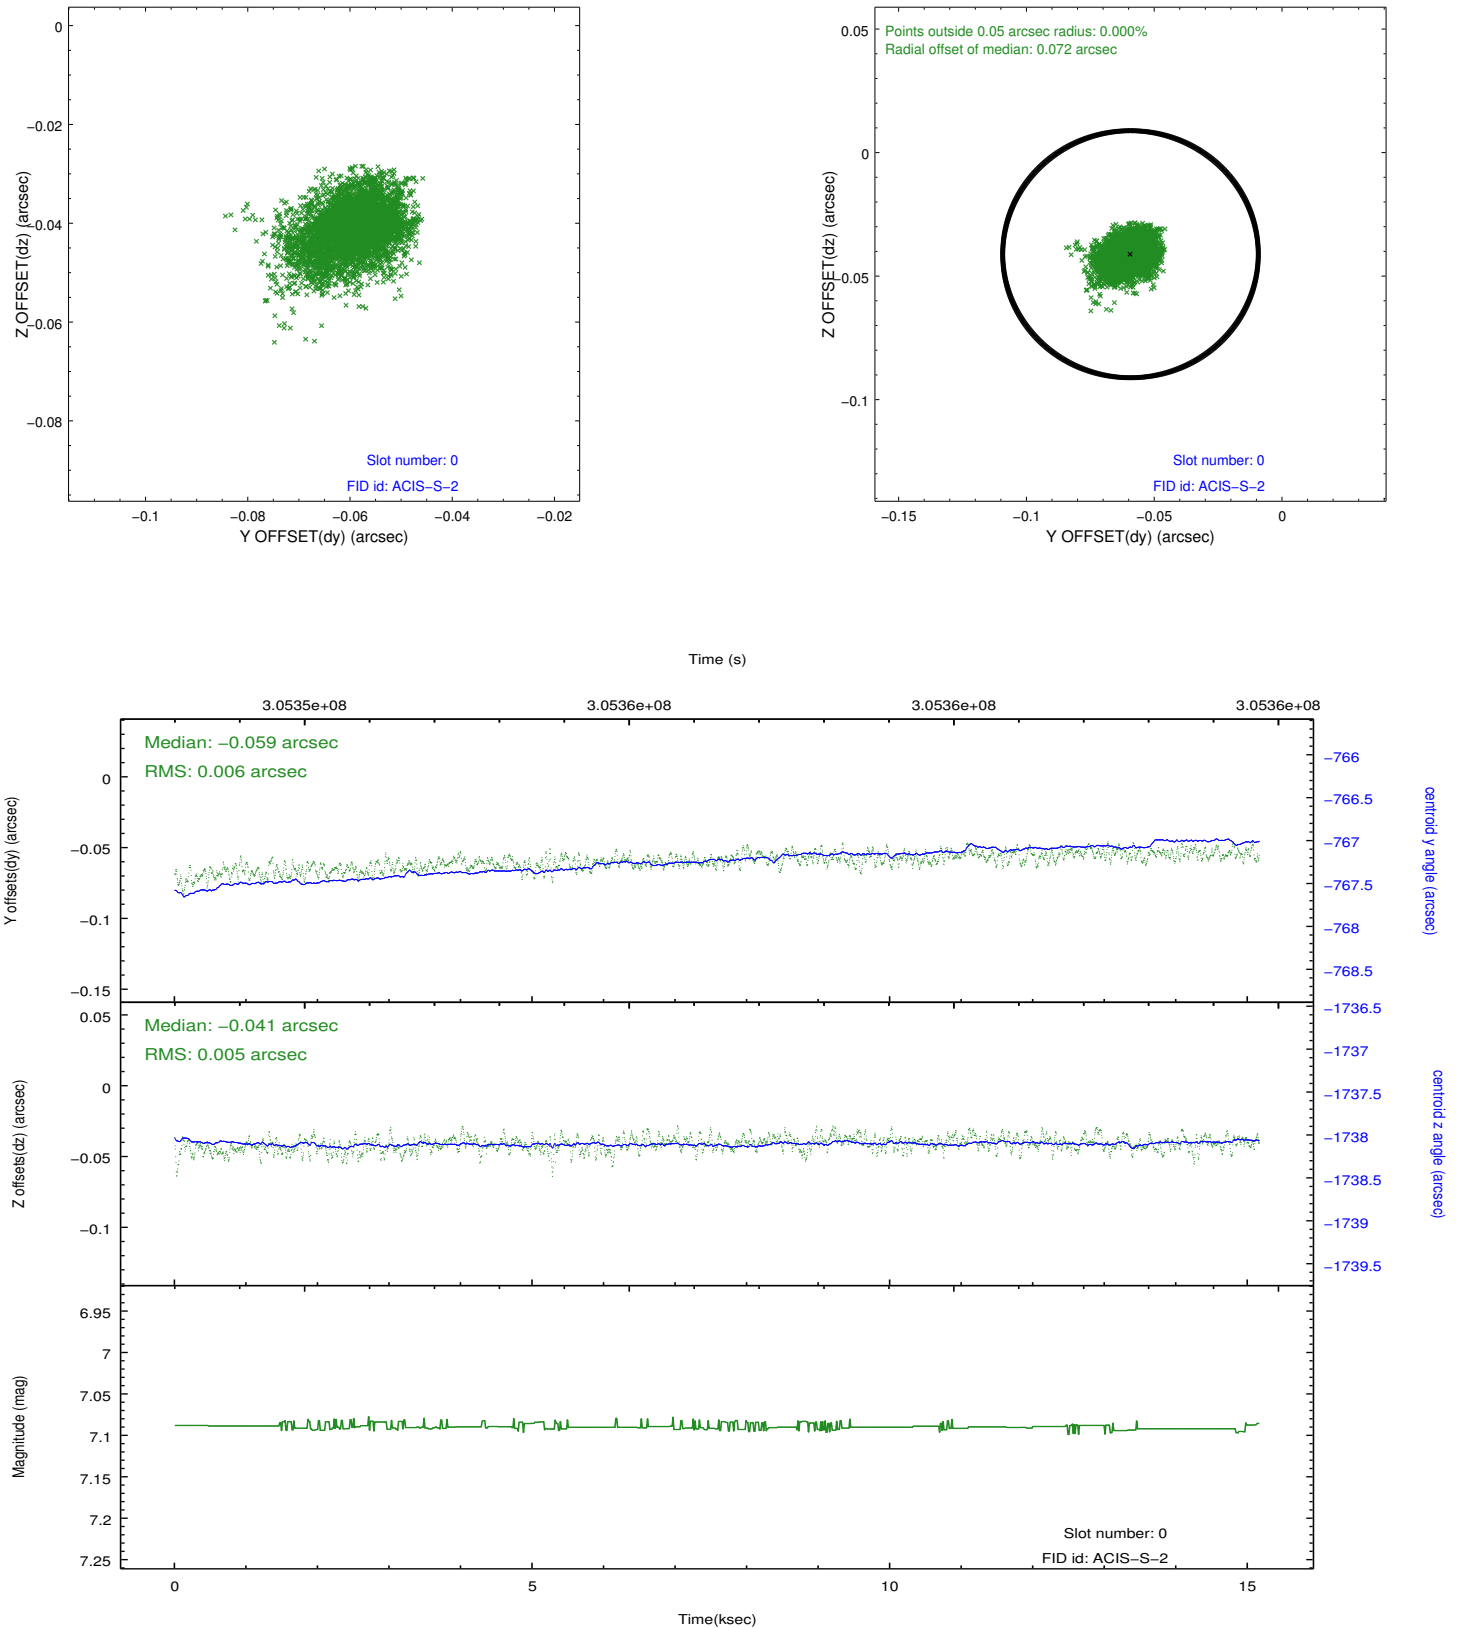 0
−0.02
−0.04
−0.06
−0.08
Z OFFSET(dz) (arcsec)
Slot number: 0
FID id: ACIS−S−2
−0.1
−0.08
−0.06
−0.04
−0.02
Y OFFSET(dy) (arcsec)
Points outside 0.05 arcsec radius: 0.000%
Radial offset of median: 0.072 arcsec
0.05
0
−0.05
−0.1
Z OFFSET(dz) (arcsec)
Slot number: 0
FID id: ACIS−S−2
−0.15
−0.1
−0.05
0
Y OFFSET(dy) (arcsec)
Time (s)
3.0535e+08
3.0536e+08
3.0536e+08
3.0536e+08
Median: −0.059 arcsec
RMS: 0.006 arcsec
0
−0.05
−0.1
−0.15
Y offsets(dy) (arcsec)
−766
−766.5
−767
−767.5
−768
−768.5
centroid y angle (arcsec)
Median: −0.041 arcsec
RMS: 0.005 arcsec
0.05
0
−0.05
−0.1
Z offsets(dz) (arcsec)
−1736.5
−1737
−1737.5
−1738
−1738.5
−1739
−1739.5
centroid z angle (arcsec)
6.95
7
7.05
7.1
7.15
7.2
7.25
Magnitude (mag)
Slot number: 0
FID id: ACIS−S−2
0
5
10
15
Time(ksec)